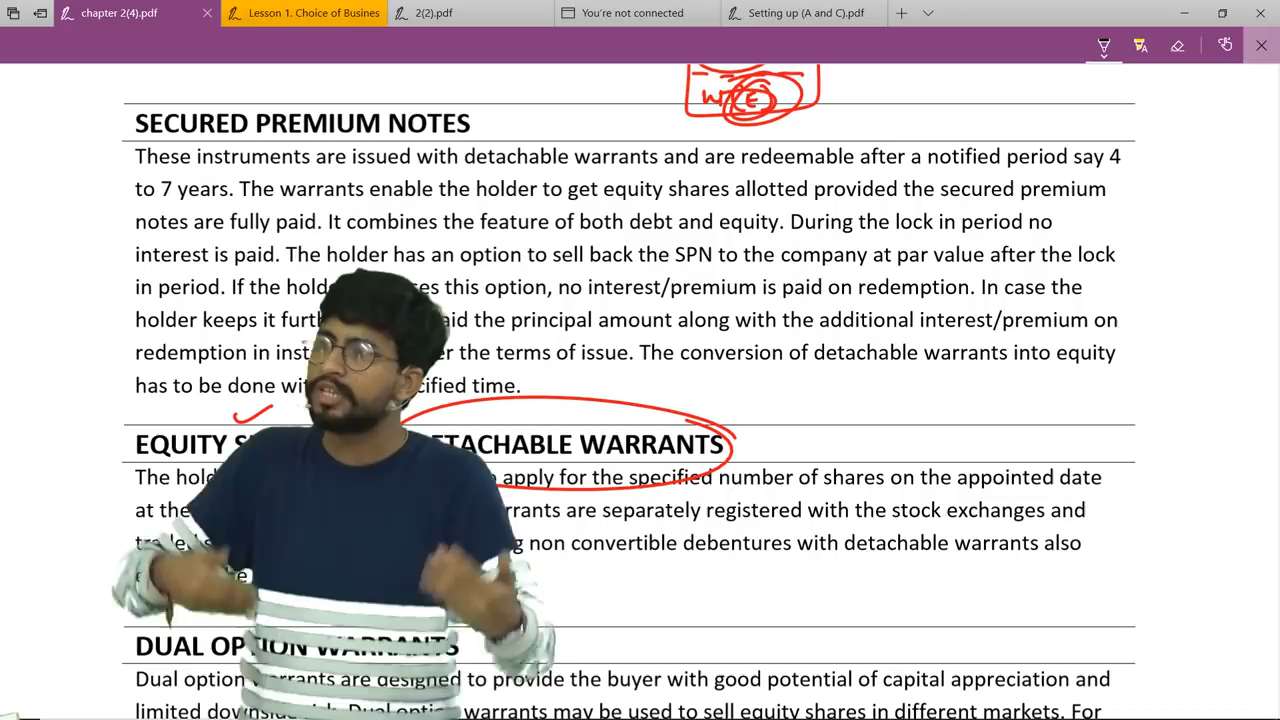 chapter 2(4).pdf
Lesson 1. Choice of Busines
2(2).pdf
You're not connected
Setting up (A and C).pdf
W (E)
SECURED PREMIUM NOTES
These instruments are issued with detachable warrants and are redeemable after a notified period say 4
to 7 years. The warrants enable the holder to get equity shares allotted provided the secured premium
notes are fully paid. It combines the feature of both debt and equity. During the lock in period no
interest is paid. The holder has an option to sell back the SPN to the company at par value after the lock
in period. If the ses this option, no interest/premium is paid on redemption. In case the
holder keeps it aid the principal amount along with the additional interest/premium on
redemption in er the terms of issue. The conversion of detachable warrants into equity
has to be done cified time.
EQUITY ETACHABLE WARRANTS
The apply for the specified number of shares on the appointed date
at the rrants are separately registered with the stock exchanges and
non convertible debentures with detachable warrants also
DUAL OPTION WARRANTS
Dual option warrants are designed to provide the buyer with good potential of capital appreciation and
limited downside risk. Dual option warrants may be used to sell equity shares in different markets. For